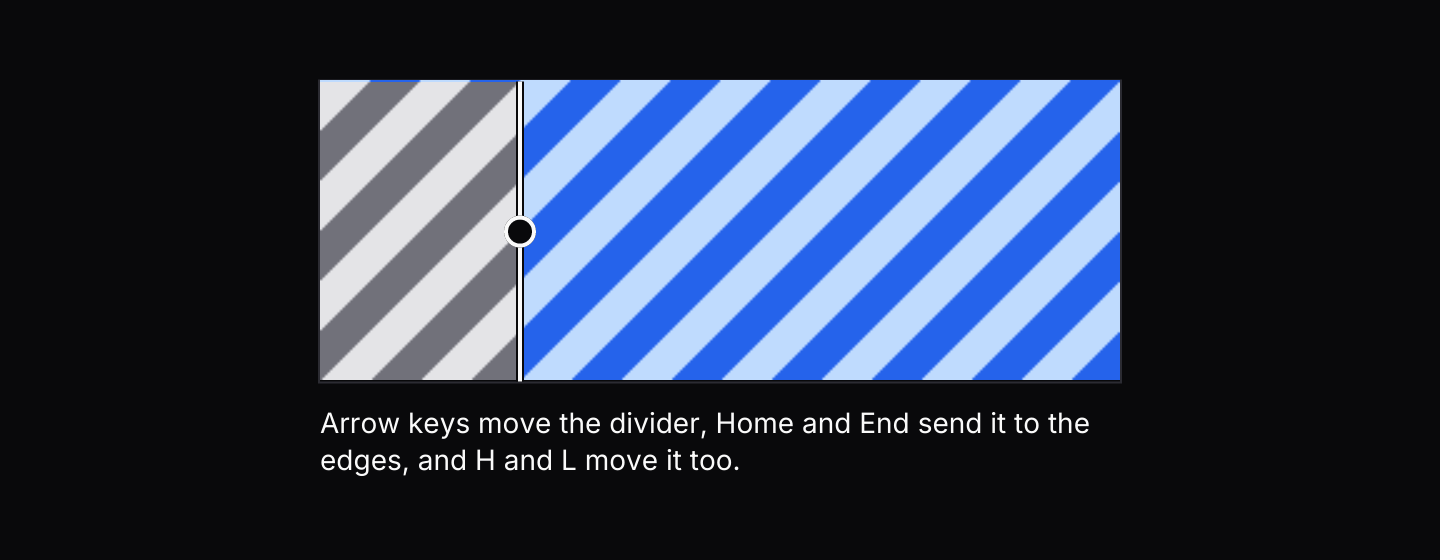 Arrow keys move the divider, Home and End send it to the
edges, and H and L move it too.